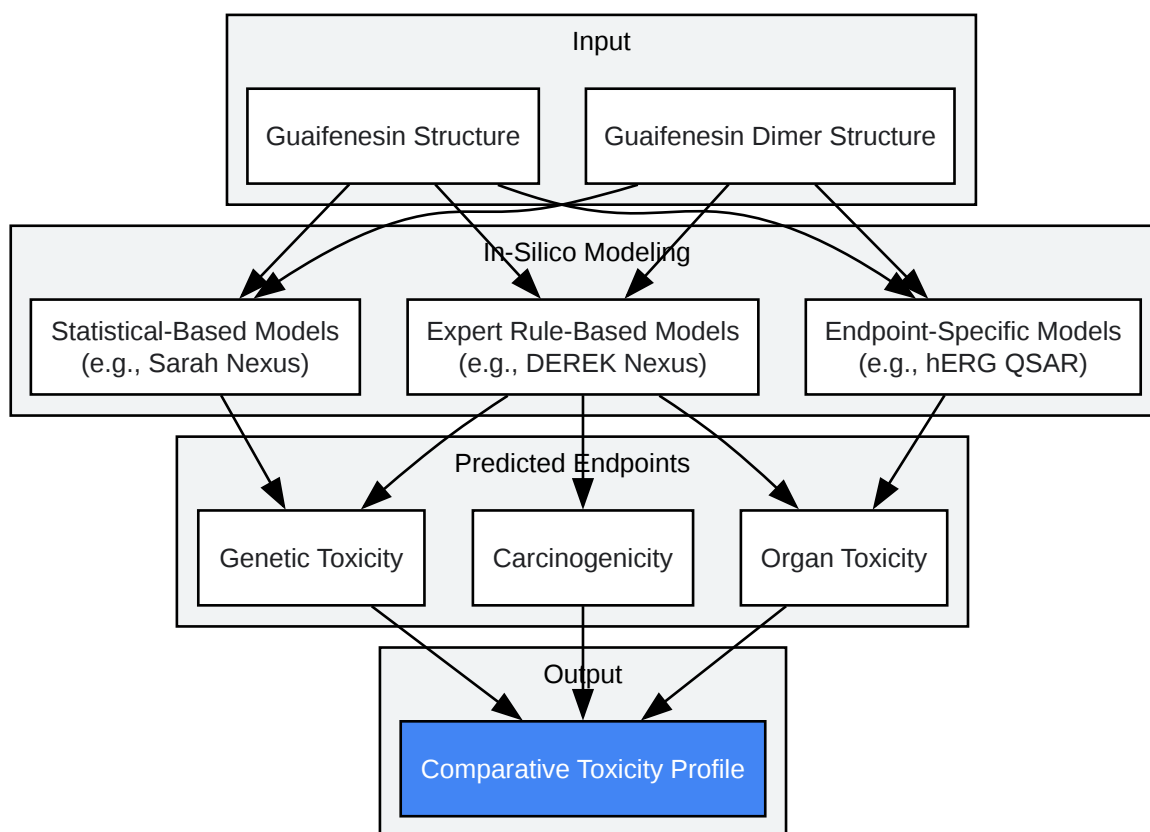 Input
Guaifenesin Structure
Guaifenesin Dimer Structure
In-Silico Modeling
Statistical-Based Models
(e.g., Sarah Nexus)
Expert Rule-Based Models
(e.g., DEREK Nexus)
Endpoint-Specific Models
(e.g., hERG QSAR)
Predicted Endpoints
Genetic Toxicity
Carcinogenicity
Organ Toxicity
Output
Comparative Toxicity Profile